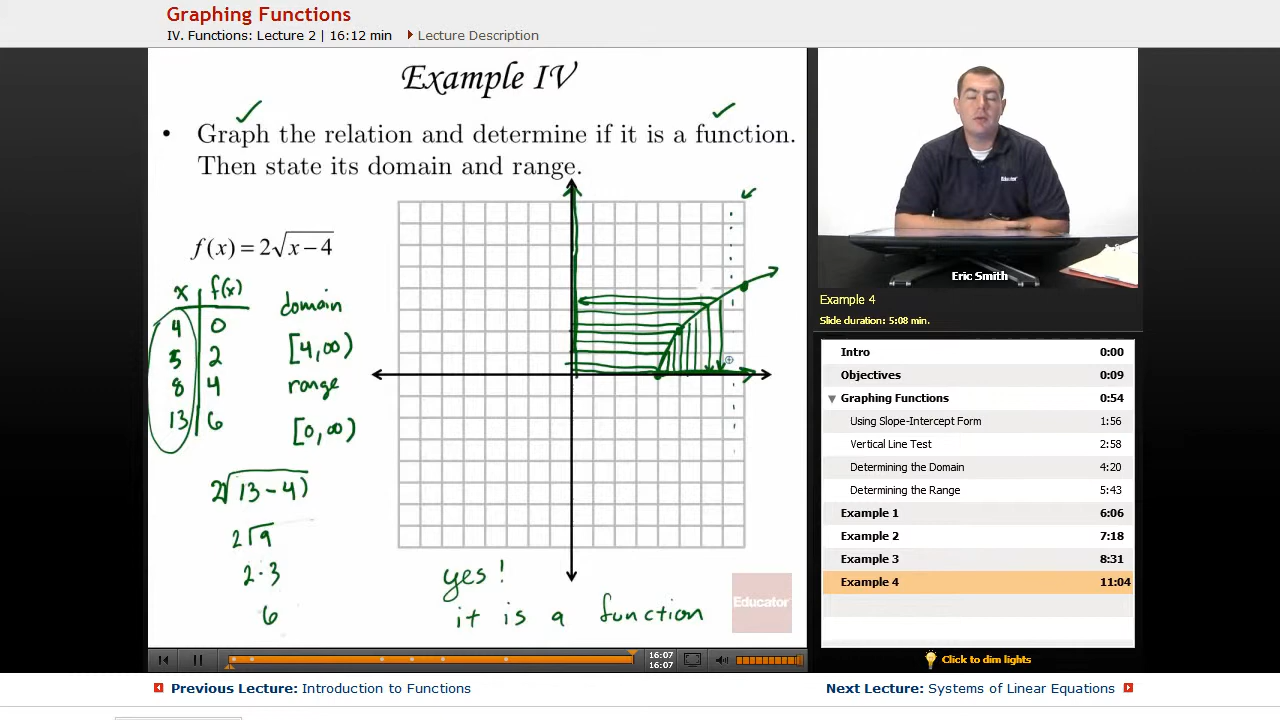 Graphing Functions
IV. Functions: Lecture 2 | 16:12 min
Lecture Description
Example IV
• Graph the relation and determine if it is a function.
Then state its domain and range.
f(x) = 2√x−4
x f(x)
4 0
5 2
8 4
13 6
domain
[4,∞)
range
[0,∞)
2√(13-4)
2√9
2·3
6
yes!
it is a function
Educator
Educator
Eric Smith
Example 4
Slide duration: 5:08 min.
Intro 0:00
Objectives 0:09
Graphing Functions 0:54
Using Slope-Intercept Form 1:56
Vertical Line Test 2:58
Determining the Domain 4:20
Determining the Range 5:43
Example 1 6:06
Example 2 7:18
Example 3 8:31
Example 4 11:04
16:07
16:07
Click to dim lights
Previous Lecture: Introduction to Functions
Next Lecture: Systems of Linear Equations